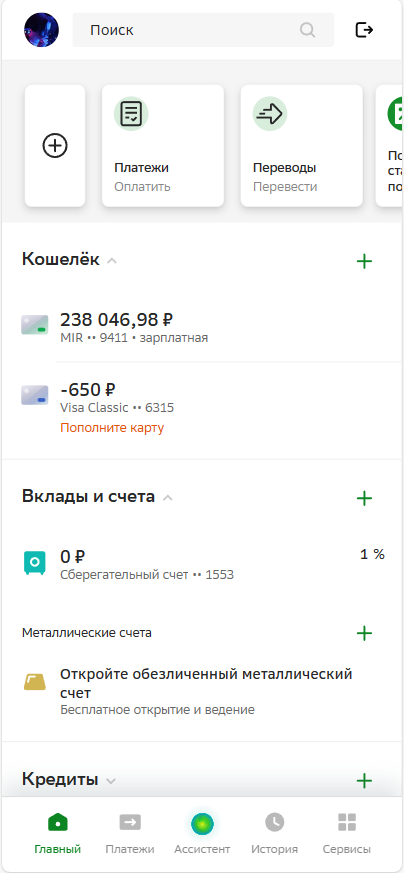 Поиск
По
ста
по
Платежи
Оплатить
Переводы
Перевести
Кошелёк
238 046,98 ₽
MIR •• 9411 • зарплатная
-650 ₽
Visa Classic •• 6315
Пополните карту
Вклады и счета
0 ₽
1 %
Сберегательный счет •• 1553
Металлические счета
Откройте обезличенный металлический
счет
Бесплатное открытие и ведение
Кредиты
Главный
Платежи
Ассистент
История
Сервисы